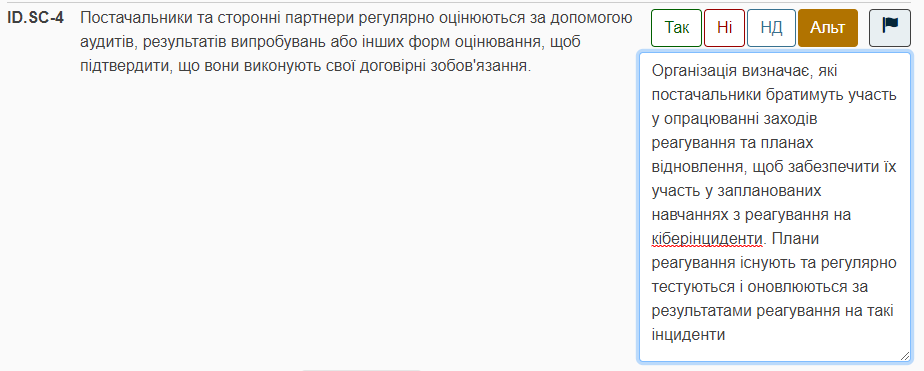 ID.SC-4 Постачальники та сторонні партнери регулярно оцінюються за допомогою
аудитів, результатів випробувань або інших форм оцінювання, щоб
підтвердити, що вони виконують свої договірні зобов'язання.
Так Ні НД Альт
Організація визначає, які
постачальники братимуть участь
у опрацюванні заходів
реагування та планах
відновлення, щоб забезпечити їх
участь у запланованих
навчаннях з реагування на
кіберінциденти. Плани
реагування існують та регулярно
тестуються і оновлюються за
результатами реагування на такі
інциденти